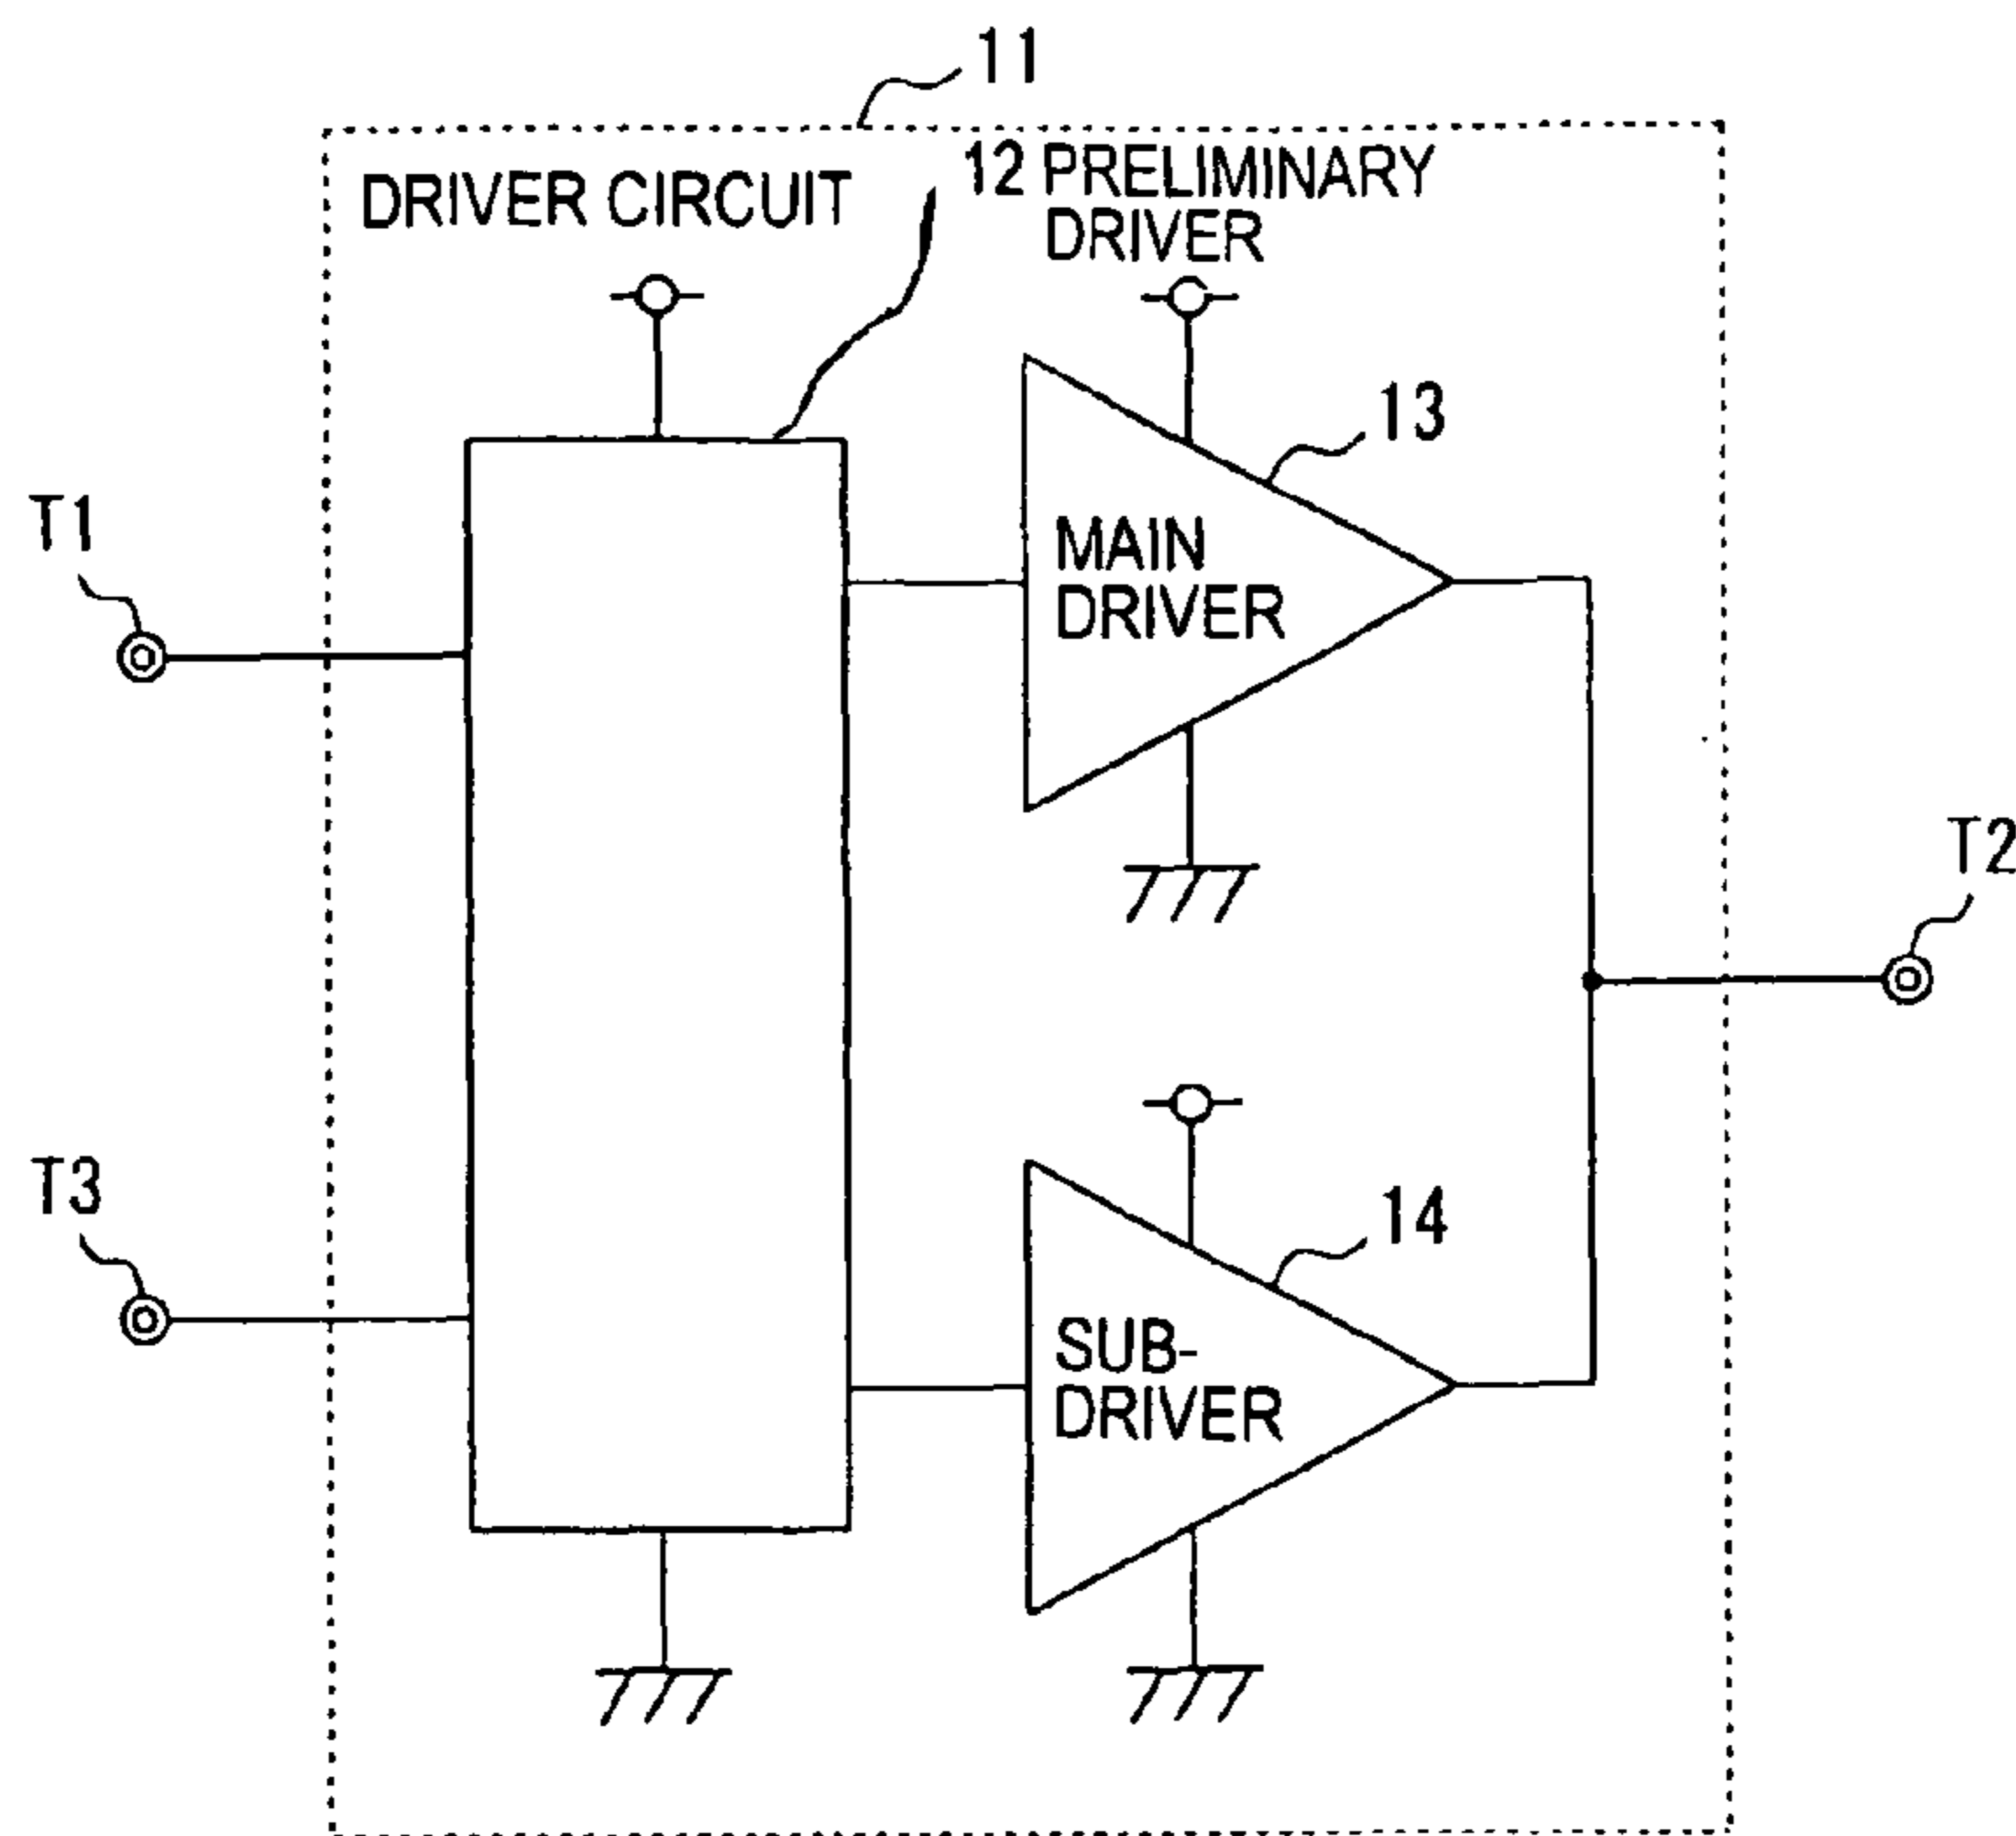 11
DRIVER CIRCUIT
12 PRELIMINARY
DRIVER
13
T1
MAIN
DRIVER
T2
T3
14
SUB-
DRIVER